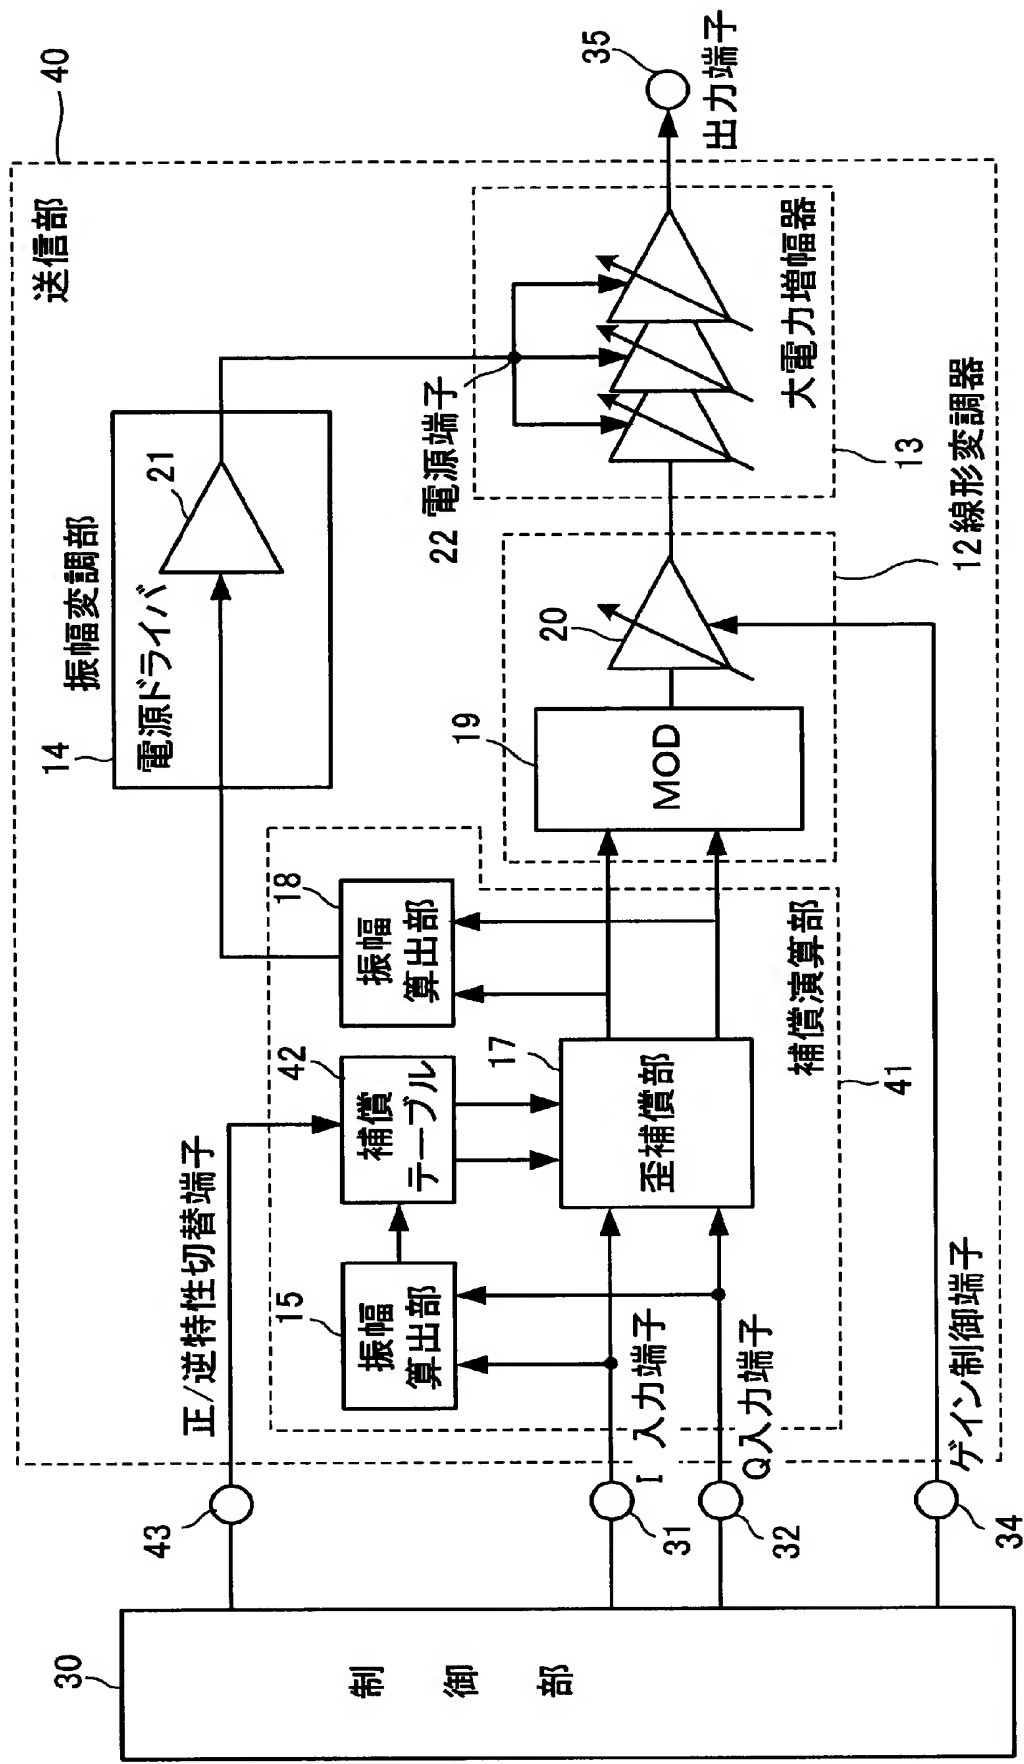 送信部
40
振幅変調部
14
電源ドライバ
21
22 電源端子
大電力増幅器
13
35
出力端子
12 線形変調器
20
19
MOD
18
振幅
算出部
42
補償
テーブル
17
歪補償部
15
振幅
算出部
補償演算部
41
正/逆特性切替端子
43
I 入力端子
31
Q入力端子
32
ゲイン制御端子
34
30
制御部